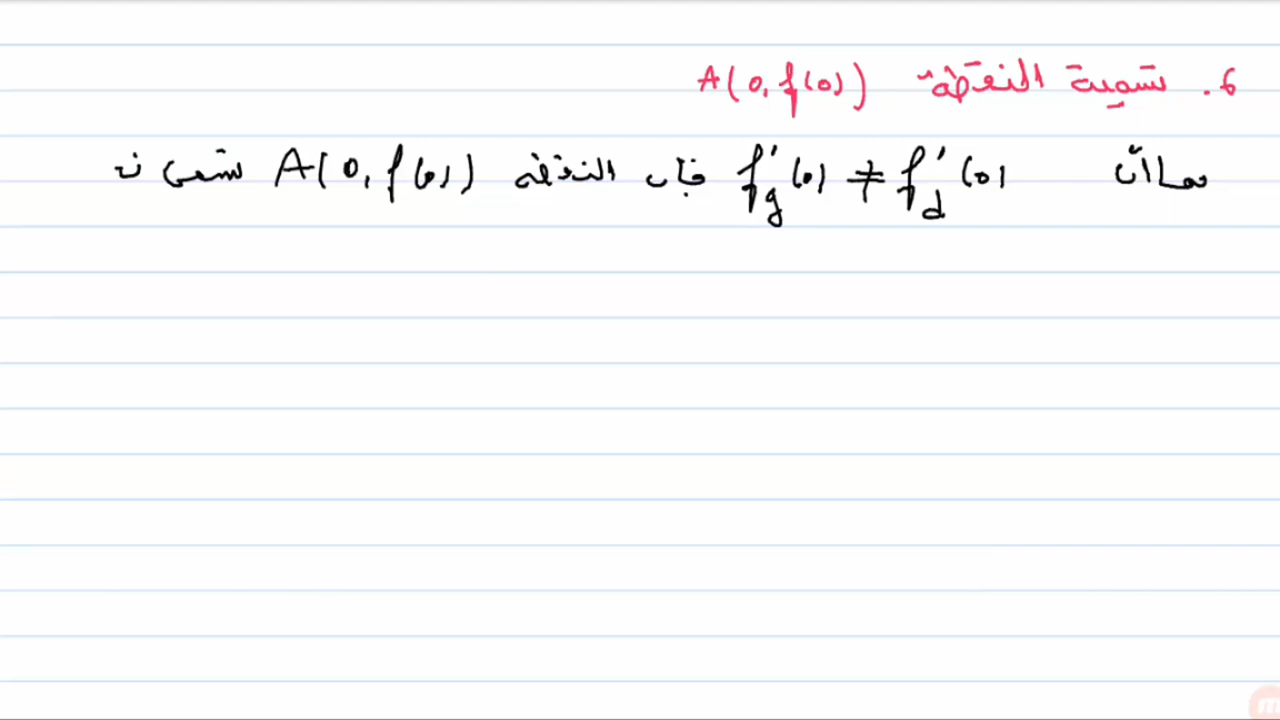 6. تسمية النقطة A(0, f(0))
بما أنّ f'd(0) ≠ f'g(0) فإن النقطة A(0, f(0)) تسمى ن